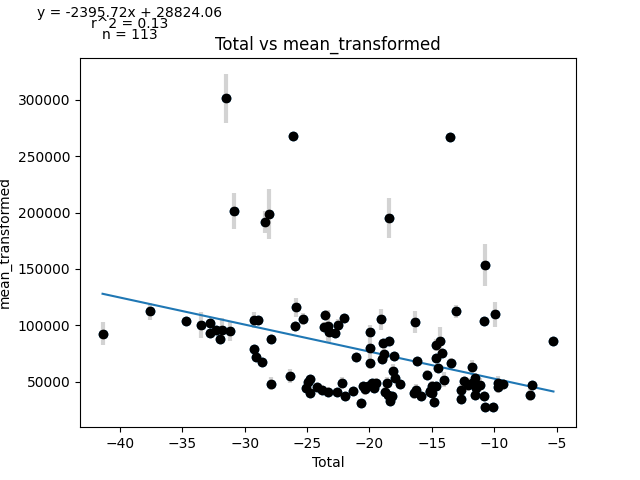 y = -2395.72x + 28824.06
r^2 = 0.13
n = 113
Total vs mean_transformed
300000
250000
200000
150000
100000
50000
mean_transformed
−40
−35
−30
−25
−20
−15
−10
−5
Total